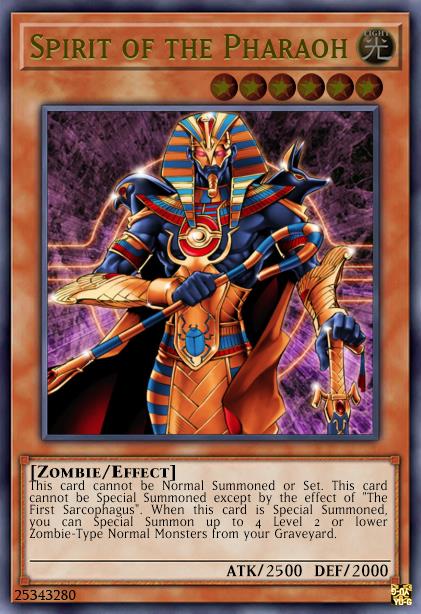 SPIRIT OF THE PHARAOH
LIGHT
光
[ZOMBIE/EFFECT]
This card cannot be Normal Summoned or Set. This card
cannot be Special Summoned except by the effect of "The
First Sarcophagus". When this card is Special Summoned,
you can Special Summon up to 4 Level 2 or lower
Zombie-Type Normal Monsters from your Graveyard.
ATK/2500 DEF/2000
25343280